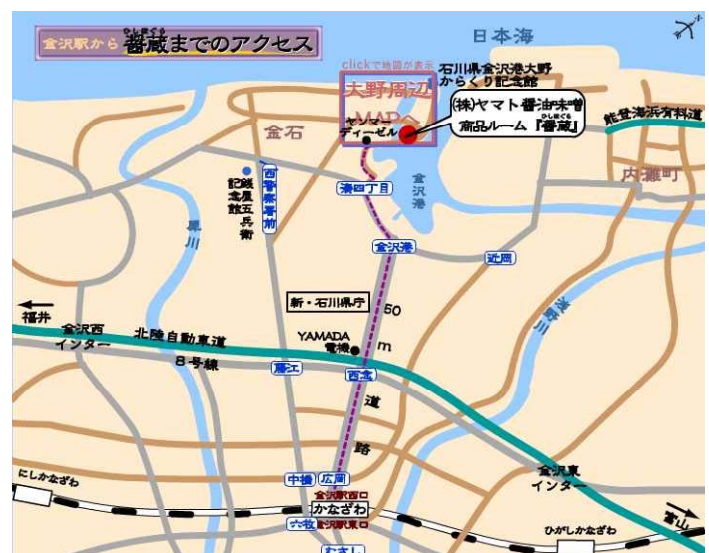 金沢駅から 醤蔵までのアクセス
ひしほぐら
日本海
clickで地図が表示
大野周辺
MAPへ
石川県金沢港大野
からくり記念館
(株)ヤマト醤油味噌
商品ルーム『醤蔵』
ひしほぐら
ヤンマー
ディーゼル
能登海浜有料道
内灘町
金石
銭屋五兵衛
記念館
西警察署前
湊四丁目
金沢港
金沢港
近岡
犀川
浅野川
新・石川県庁
50
m
道
路
福井
金沢西
インター
北陸自動車道
8号線
YAMADA
電機
藤江
西念
中橋
広岡
金沢駅西口
かなざわ
六枚
金沢駅東口
むさし
にしかなざわ
ひがしかなざわ
金沢東
インター
富山